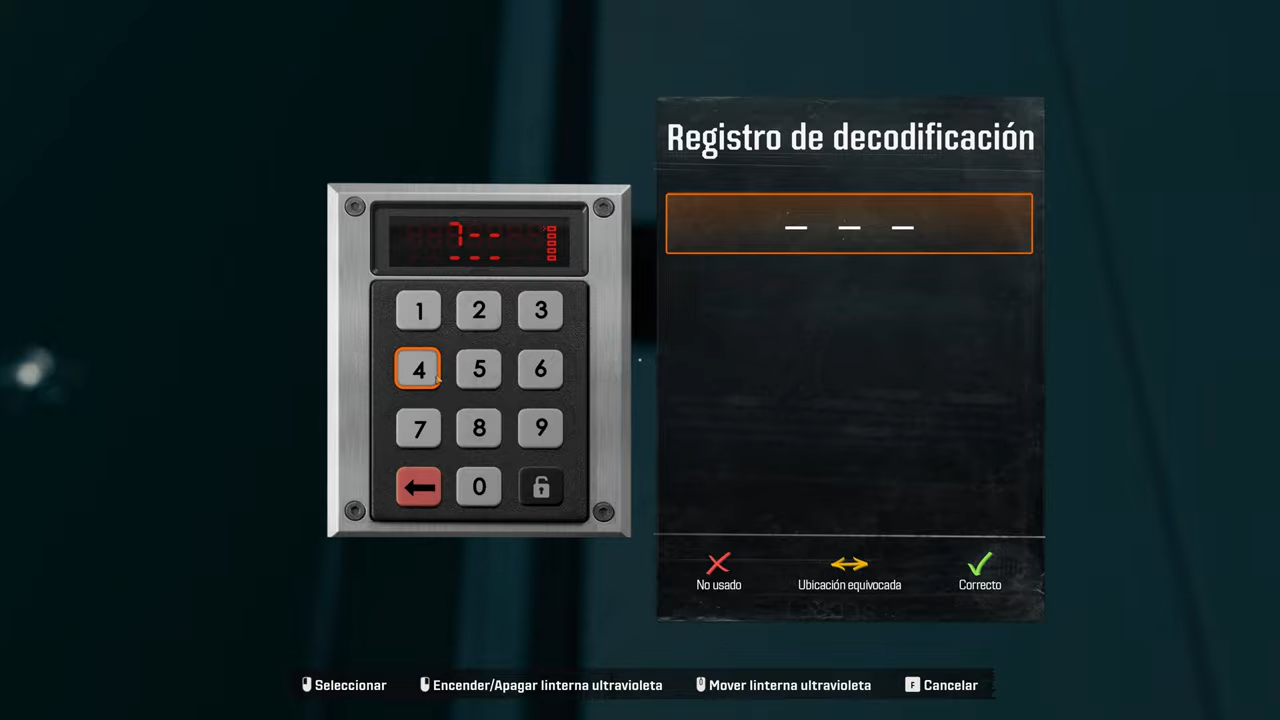 Registro de decodificación
— — —
7--
---
1 2 3
4 5 6
7 8 9
0
No usado
Ubicación equivocada
Correcto
Seleccionar
Encender/Apagar linterna ultravioleta
Mover linterna ultravioleta
F Cancelar